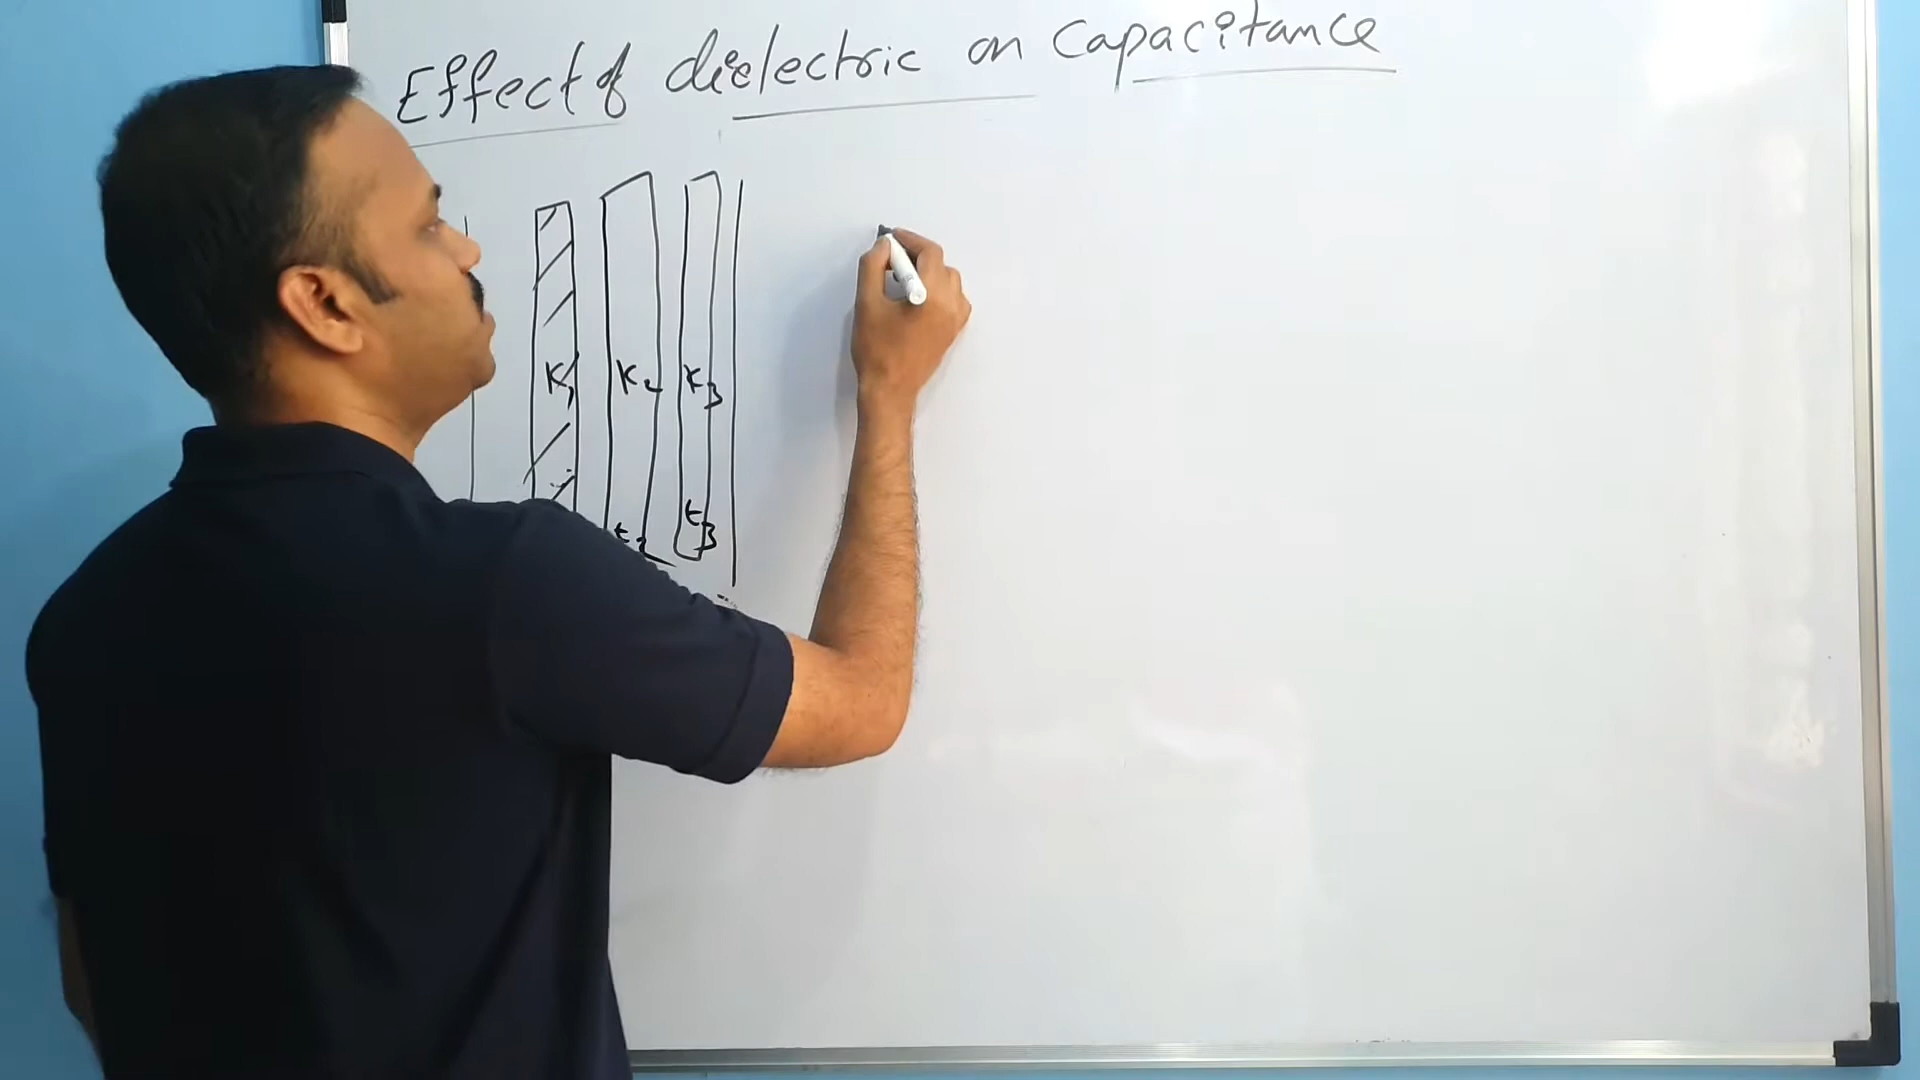 Effect of dielectric on Capacitance
K1 K2 K3
t2 t3